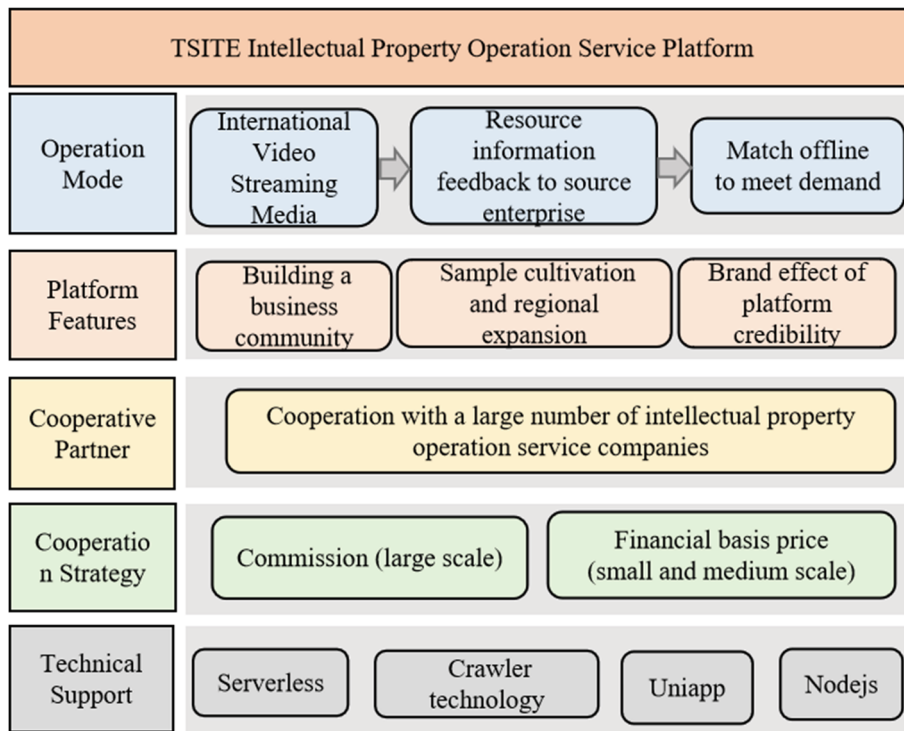 TSITE Intellectual Property Operation Service Platform
Operation
Mode
International
Video
Streaming
Media
Resource
information
feedback to source
enterprise
Match offline
to meet demand
Platform
Features
Building a
business
community
Sample cultivation
and regional
expansion
Brand effect of
platform
credibility
Cooperative
Partner
Cooperation with a large number of intellectual property
operation service companies
Cooperatio
n Strategy
Commission (large scale)
Financial basis price
(small and medium scale)
Technical
Support
Serverless
Crawler
technology
Uniapp
Nodejs